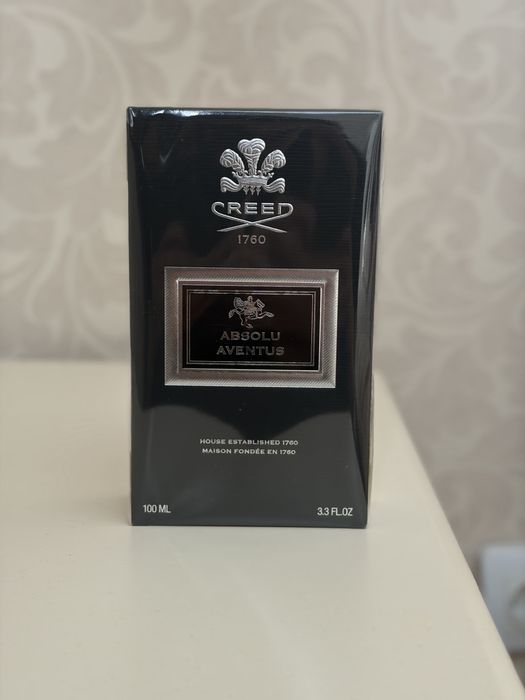 CREED
1760
ABSOLU
AVENTUS
HOUSE ESTABLISHED 1760
MAISON FONDÉE EN 1760
100 ML 3.3 FL.OZ